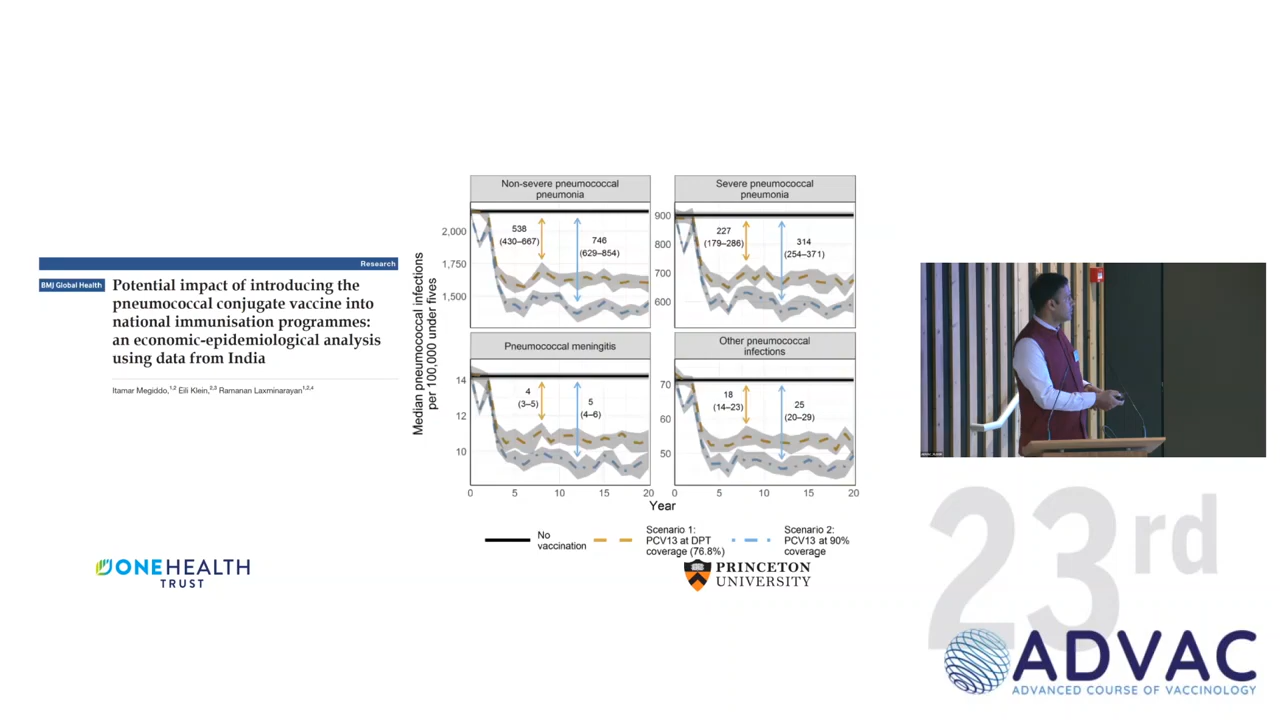 Research
BMJ Global Health
Potential impact of introducing the
pneumococcal conjugate vaccine into
national immunisation programmes:
an economic-epidemiological analysis
using data from India
Itamar Megiddo,1,2 Eili Klein,2,3 Ramanan Laxminarayan1,2,4
ONEHEALTH
TRUST
Median pneumococcal infections
per 100,000 under fives
Non-severe pneumococcal
pneumonia
2,000
1,750
1,500
538
(430–667)
746
(629–854)
Severe pneumococcal
pneumonia
900
800
700
600
227
(179–286)
314
(254–371)
Pneumococcal meningitis
14
12
10
4
(3–5)
5
(4–6)
0 5 10 15 20
Other pneumococcal
infections
70
60
50
18
(14–23)
25
(20–29)
0 5 10 15 20
Year
No
vaccination
Scenario 1:
PCV13 at DPT
coverage (76.8%)
Scenario 2:
PCV13 at 90%
coverage
PRINCETON
UNIVERSITY
23rd
ADVAC
ADVANCED COURSE OF VACCINOLOGY